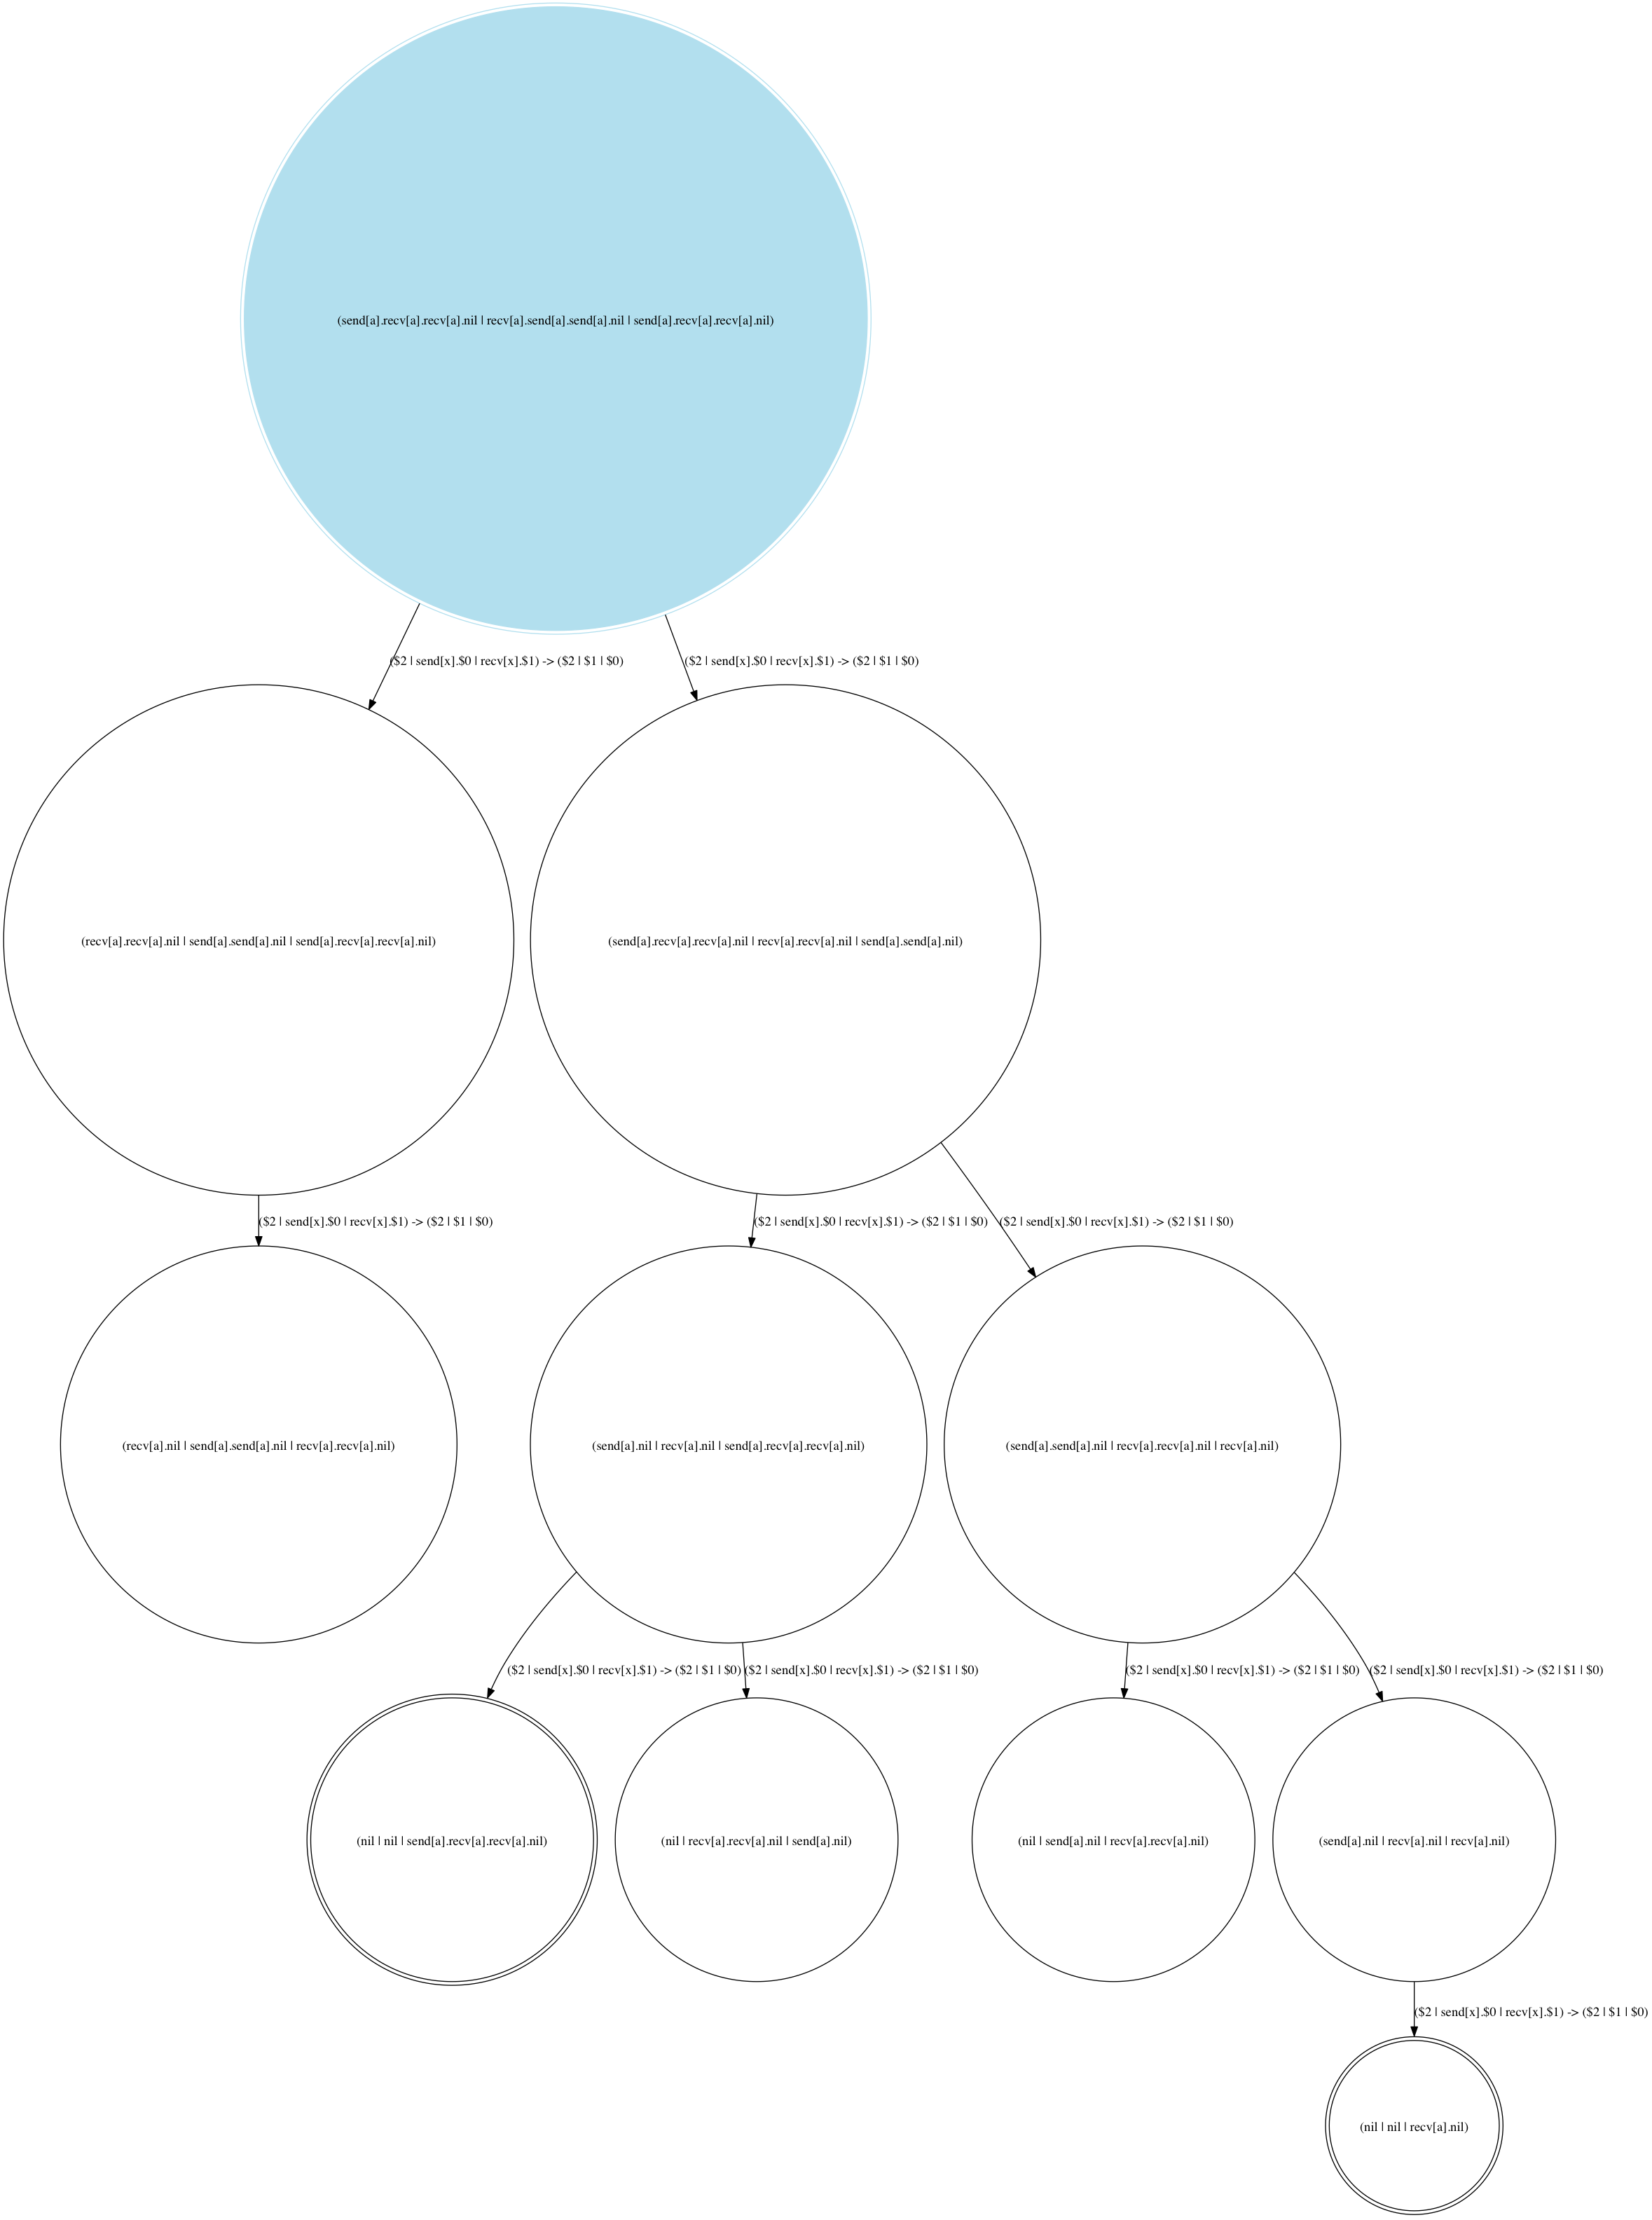 (send[a].recv[a].recv[a].nil | recv[a].send[a].send[a].nil | send[a].recv[a].recv[a].nil)
($2 | send[x].$0 | recv[x].$1) -> ($2 | $1 | $0)
($2 | send[x].$0 | recv[x].$1) -> ($2 | $1 | $0)
(recv[a].recv[a].nil | send[a].send[a].nil | send[a].recv[a].recv[a].nil)
(send[a].recv[a].recv[a].nil | recv[a].recv[a].nil | send[a].send[a].nil)
($2 | send[x].$0 | recv[x].$1) -> ($2 | $1 | $0)
($2 | send[x].$0 | recv[x].$1) -> ($2 | $1 | $0)
($2 | send[x].$0 | recv[x].$1) -> ($2 | $1 | $0)
(recv[a].nil | send[a].send[a].nil | recv[a].recv[a].nil)
(send[a].nil | recv[a].nil | send[a].recv[a].recv[a].nil)
(send[a].send[a].nil | recv[a].recv[a].nil | recv[a].nil)
($2 | send[x].$0 | recv[x].$1) -> ($2 | $1 | $0)
($2 | send[x].$0 | recv[x].$1) -> ($2 | $1 | $0)
($2 | send[x].$0 | recv[x].$1) -> ($2 | $1 | $0)
($2 | send[x].$0 | recv[x].$1) -> ($2 | $1 | $0)
(nil | nil | send[a].recv[a].recv[a].nil)
(nil | recv[a].recv[a].nil | send[a].nil)
(nil | send[a].nil | recv[a].recv[a].nil)
(send[a].nil | recv[a].nil | recv[a].nil)
($2 | send[x].$0 | recv[x].$1) -> ($2 | $1 | $0)
(nil | nil | recv[a].nil)